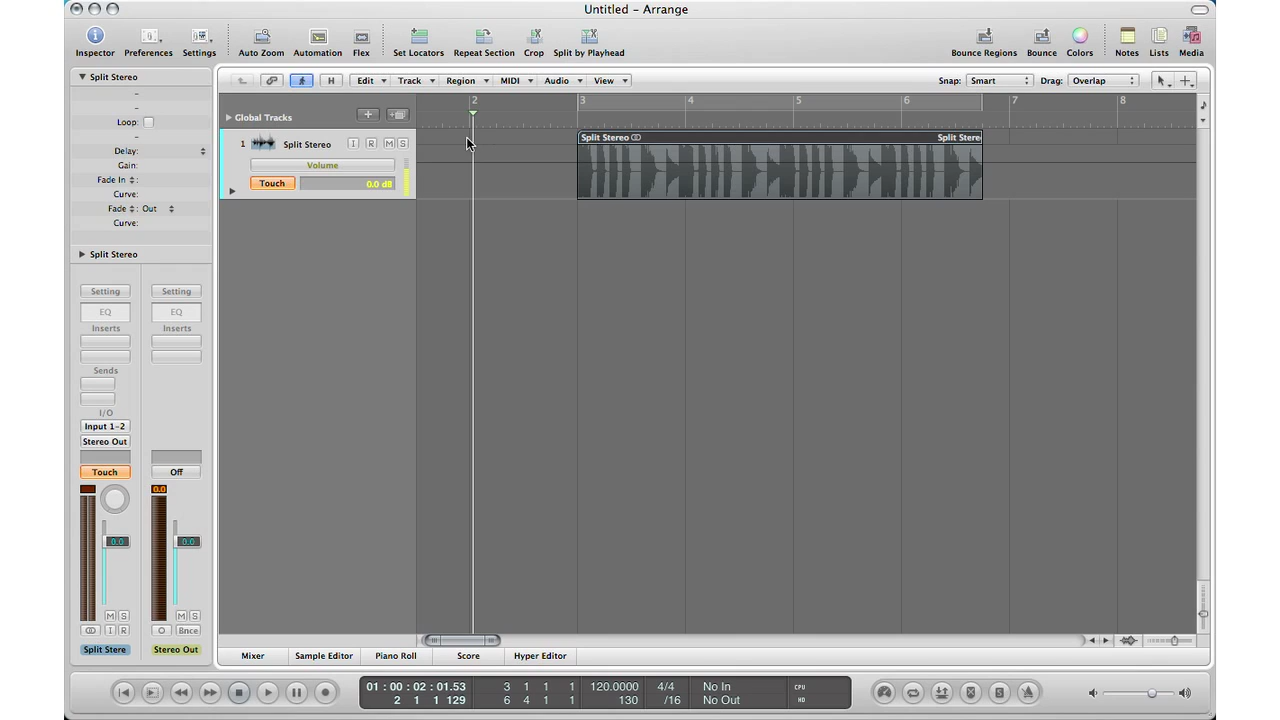 Untitled – Arrange
Inspector Preferences Settings Auto Zoom Automation Flex Set Locators Repeat Section Crop Split by Playhead Bounce Regions Bounce Colors Notes Lists Media
Split Stereo
H Edit Track Region MIDI Audio View Snap: Smart Drag: Overlap
–
–
Loop:
–
Delay:
Gain:
Fade In :
Curve:
Fade : Out
Curve:
Split Stereo
Global Tracks
2 3 4 5 6 7 8
1 Split Stereo I R M S
Volume
Touch 0.0 dB
Split Stereo Split Stere
Setting Setting
EQ EQ
Inserts Inserts
Sends
I/O
Input 1-2
Stereo Out
Touch Off
0.0
0.0 0.0
M S M S
I R O Bnce
Split Stere Stereo Out
Mixer Sample Editor Piano Roll Score Hyper Editor
01 : 00 : 02 : 01.53 3 1 1 1 120.0000 4/4 No In CPU
2 1 1 129 6 4 1 1 130 /16 No Out HD
S